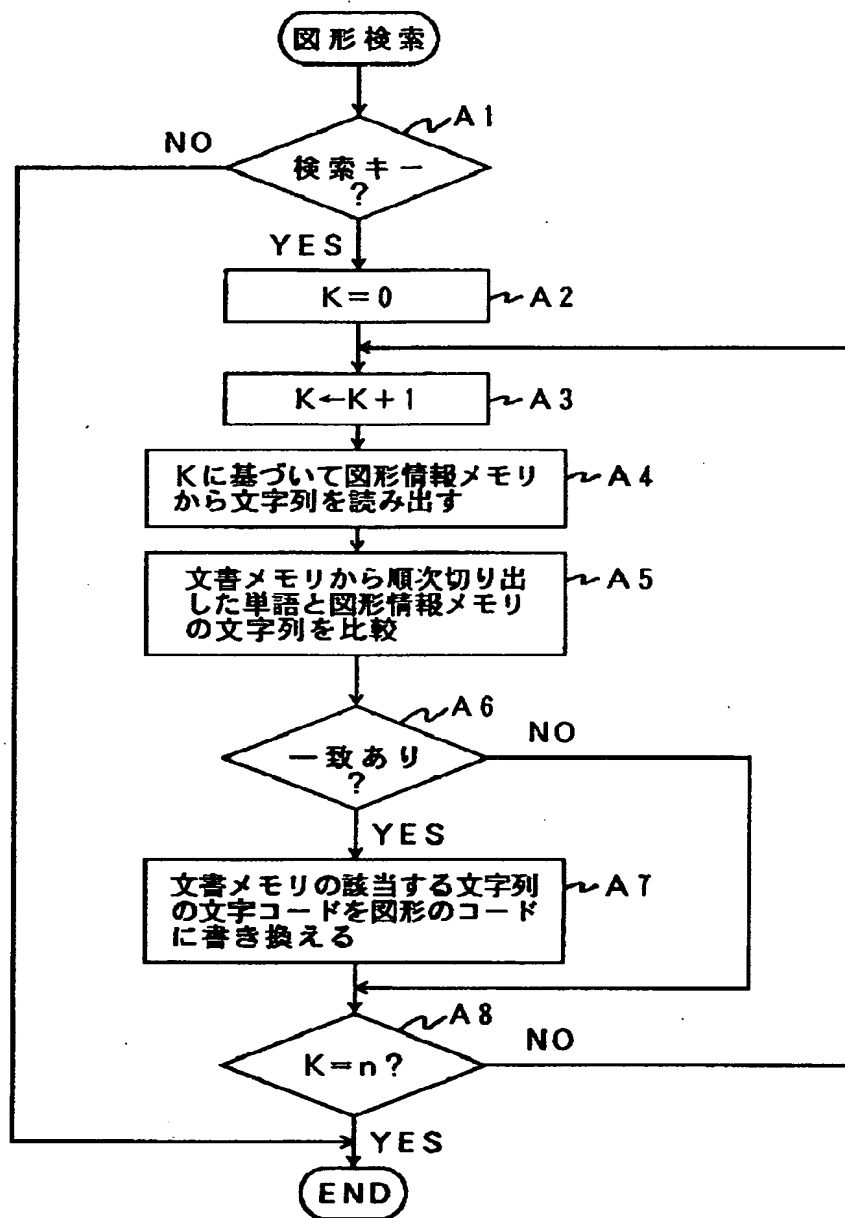 図形検索
A1
NO
検索キー
?
YES
K=0
A2
K←K+1
A3
Kに基づいて図形情報メモリ
から文字列を読み出す
A4
文書メモリから順次切り出
した単語と図形情報メモリ
の文字列を比較
A5
A6
一致あり
?
NO
YES
文書メモリの該当する文字列
の文字コードを図形のコード
に書き換える
A7
A8
K=n?
NO
YES
END